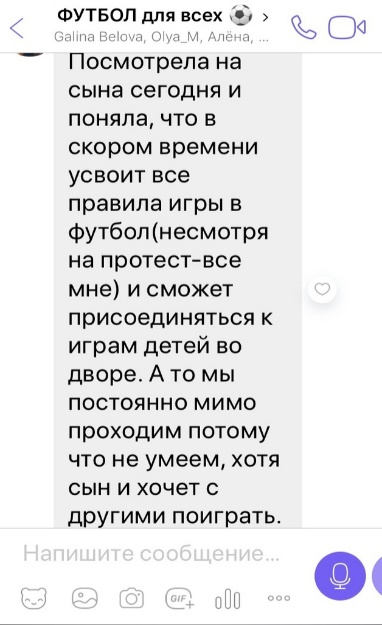 ФУТБОЛ для всех ⚽ >
Galina Belova, Olya_M, Алёна, ...
Посмотрела на
сына сегодня и
поняла, что в
скором времени
усвоит все
правила игры в
футбол(несмотря
на протест-все
мне) и сможет
присоединяться к
играм детей во
дворе. А то мы
постоянно мимо
проходим потому
что не умеем, хотя
сын и хочет с
другими поиграть.
Напишите сообщение...
GIF+